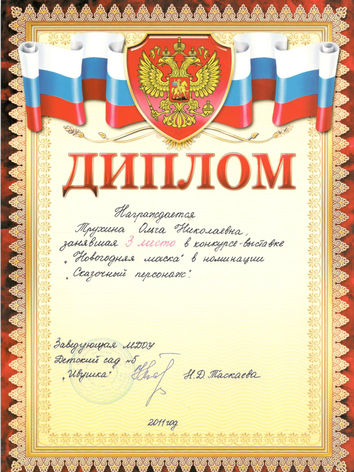 ДИПЛОМ
Награждается
Трухина Ольга Николаевна,
занявшая 3 место в конкурсе-выставке
„Новогодняя маска" в номинации
„Сказочный персонаж".
Заведующая МДОУ
Детский сад №5
„Ивушка"
Н.Д.Таскаева
2011 год